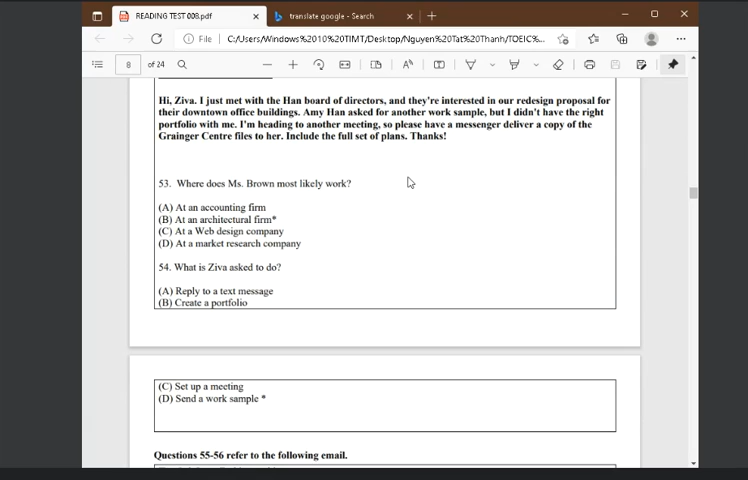 READING TEST 008.pdf
translate google - Search
File
C:/Users/Windows%2010%20TIMT/Desktop/Nguyen%20Tat%20Thanh/TOEIC%...
8 of 24
Hi, Ziva. I just met with the Han board of directors, and they're interested in our redesign proposal for
their downtown office buildings. Amy Han asked for another work sample, but I didn't have the right
portfolio with me. I'm heading to another meeting, so please have a messenger deliver a copy of the
Grainger Centre files to her. Include the full set of plans. Thanks!
53. Where does Ms. Brown most likely work?
(A) At an accounting firm
(B) At an architectural firm*
(C) At a Web design company
(D) At a market research company
54. What is Ziva asked to do?
(A) Reply to a text message
(B) Create a portfolio
(C) Set up a meeting
(D) Send a work sample *
Questions 55-56 refer to the following email.